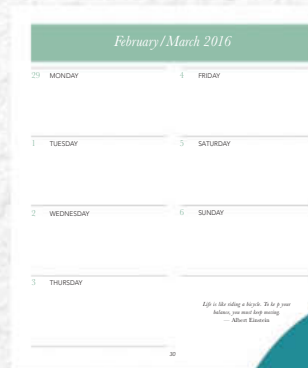 February/March 2016
29 MONDAY
1 TUESDAY
2 WEDNESDAY
3 THURSDAY
4 FRIDAY
5 SATURDAY
6 SUNDAY
Life is like riding a bicycle. To ke p your
balance, you must keep moving.
— Albert Einstein
30